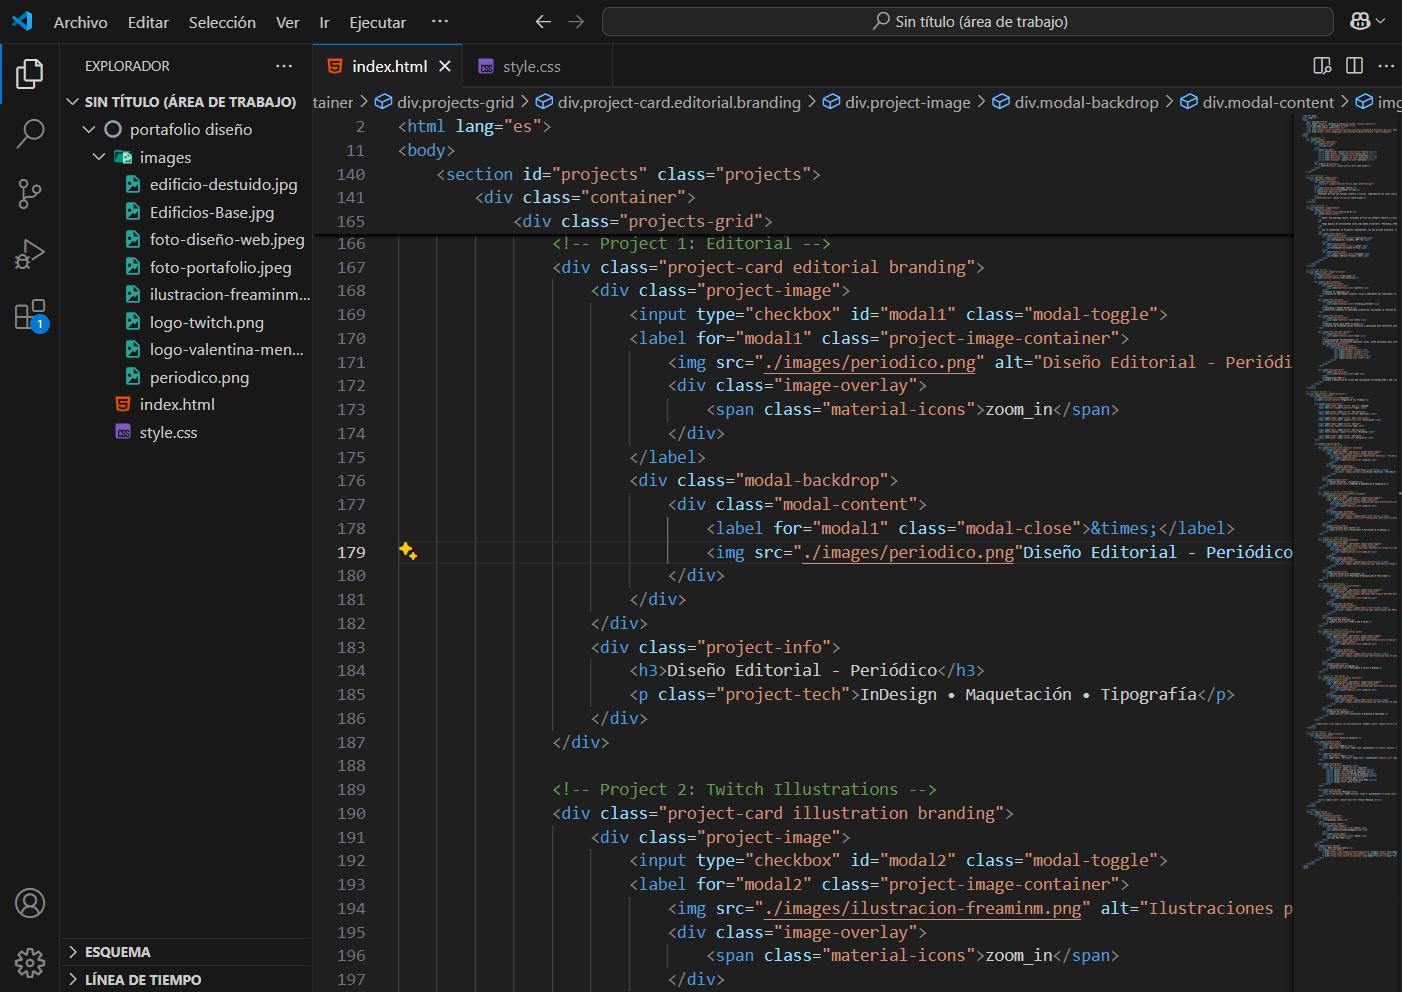 Archivo Editar Selección Ver Ir Ejecutar ··· Sin título (área de trabajo)
EXPLORADOR ···
index.html
style.css
SIN TÍTULO (ÁREA DE TRABAJO)
portafolio diseño
images
edificio-destuido.jpg
Edificios-Base.jpg
foto-diseño-web.jpeg
foto-portafolio.jpeg
ilustracion-freaminm...
logo-twitch.png
logo-valentina-men...
periodico.png
index.html
style.css
1
ESQUEMA
LÍNEA DE TIEMPO
tainer > div.projects-grid > div.project-card.editorial.branding > div.project-image > div.modal-backdrop > div.modal-content > img
2 <html lang="es">
11 <body>
140 <section id="projects" class="projects">
141 <div class="container">
165 <div class="projects-grid">
166 <!-- Project 1: Editorial -->
167 <div class="project-card editorial branding">
168 <div class="project-image">
169 <input type="checkbox" id="modal1" class="modal-toggle">
170 <label for="modal1" class="project-image-container">
171 <img src="./images/periodico.png" alt="Diseño Editorial - Periódi
172 <div class="image-overlay">
173 <span class="material-icons">zoom_in</span>
174 </div>
175 </label>
176 <div class="modal-backdrop">
177 <div class="modal-content">
178 <label for="modal1" class="modal-close">&times;</label>
179 <img src="./images/periodico.png"Diseño Editorial - Periódico
180 </div>
181 </div>
182 </div>
183 <div class="project-info">
184 <h3>Diseño Editorial - Periódico</h3>
185 <p class="project-tech">InDesign • Maquetación • Tipografía</p>
186 </div>
187 </div>
188
189 <!-- Project 2: Twitch Illustrations -->
190 <div class="project-card illustration branding">
191 <div class="project-image">
192 <input type="checkbox" id="modal2" class="modal-toggle">
193 <label for="modal2" class="project-image-container">
194 <img src="./images/ilustracion-freaminm.png" alt="Ilustraciones p
195 <div class="image-overlay">
196 <span class="material-icons">zoom_in</span>
197 </div>